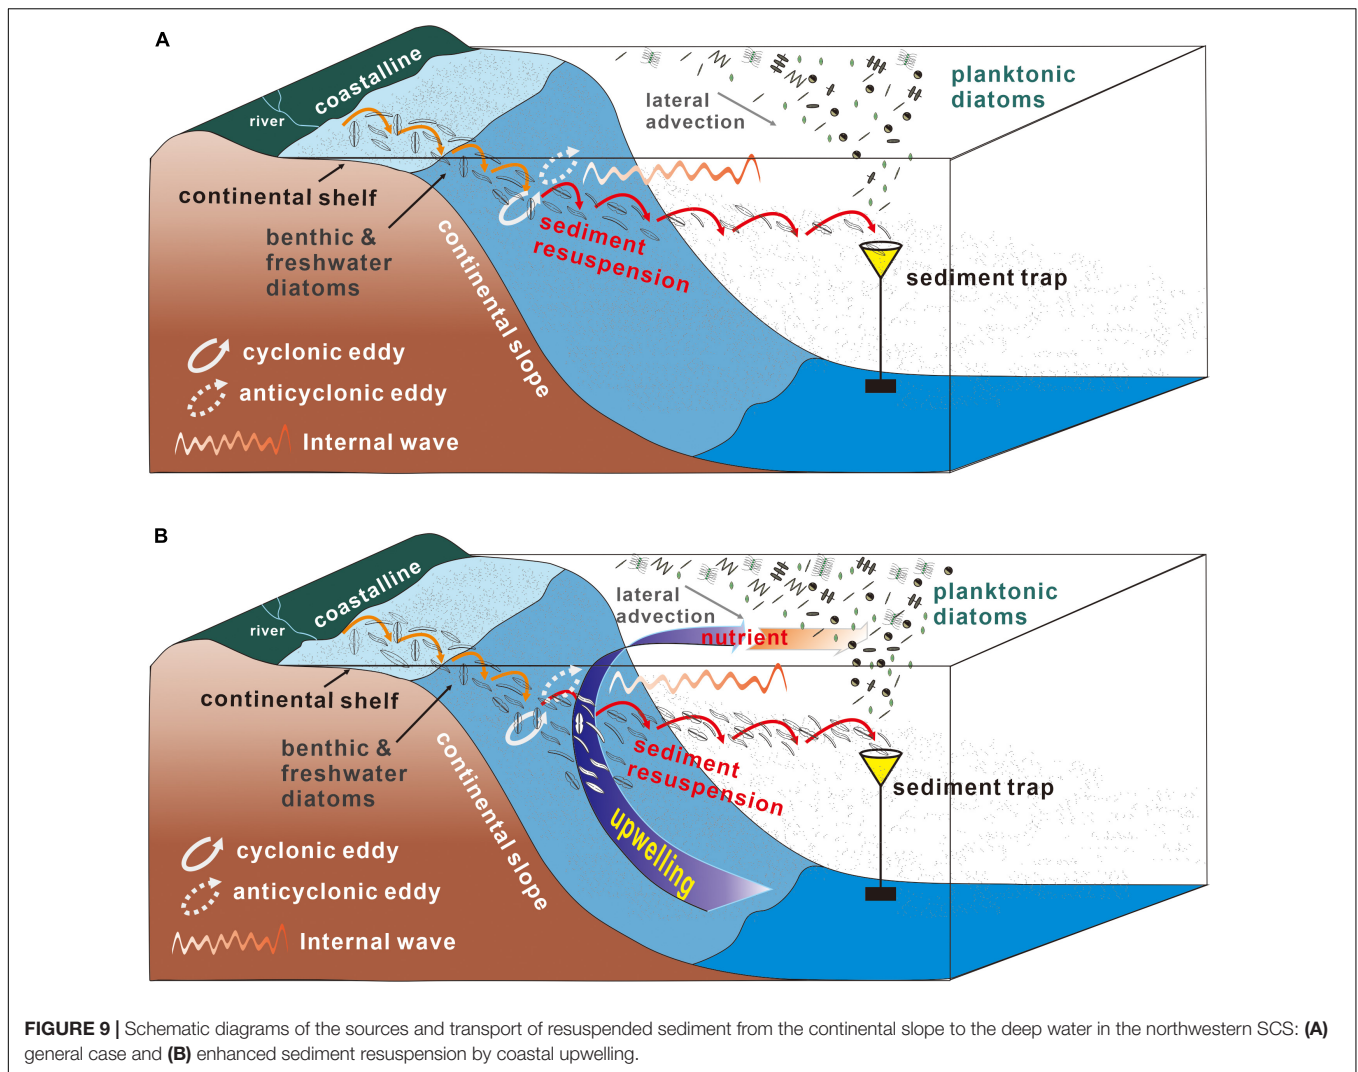 A
coastalline
river
continental shelf
benthic &
freshwater
diatoms
lateral
advection
planktonic
diatoms
sediment
resuspension
continental slope
sediment trap
cyclonic eddy
anticyclonic eddy
Internal wave
B
coastalline
river
continental shelf
benthic &
freshwater
diatoms
lateral
advection
nutrient
planktonic
diatoms
sediment
resuspension
upwelling
continental slope
sediment trap
cyclonic eddy
anticyclonic eddy
Internal wave
FIGURE 9 | Schematic diagrams of the sources and transport of resuspended sediment from the continental slope to the deep water in the northwestern SCS: (A)
general case and (B) enhanced sediment resuspension by coastal upwelling.